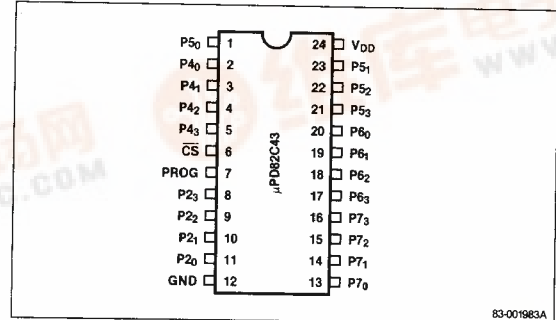 P5₀ 1 24 V_DD
P4₀ 2 23 P5₁
P4₁ 3 22 P5₂
P4₂ 4 21 P5₃
P4₃ 5 20 P6₀
C̅S̅ 6 19 P6₁
PROG 7 18 P6₂
P2₃ 8 17 P6₃
P2₂ 9 16 P7₃
P2₁ 10 15 P7₂
P2₀ 11 14 P7₁
GND 12 13 P7₀
μPD82C43
83-001983A
WWW
C.COM